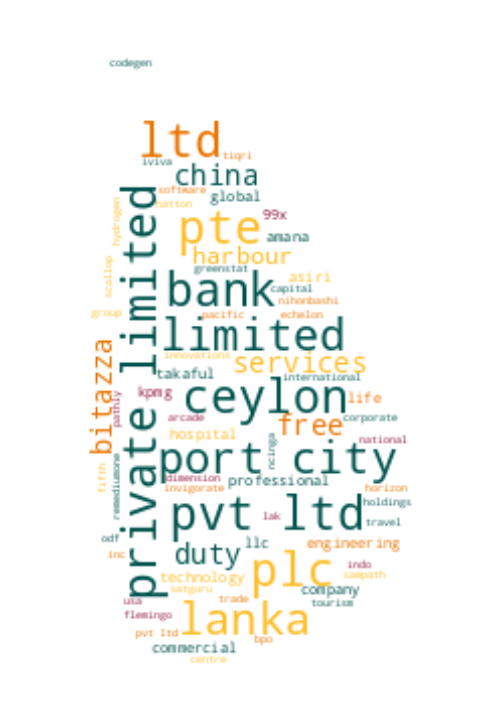 codegen
ltd
tiqri
iviva
china
software
global
hatton
hydrogen
private limited
99x
pte
amana
harbour
greenstat
asiri
scallop
bank
capital
nihonbashi
group
pacific
echelon
limited
innovations
services
takaful
international
bitazza
kpmg
pathly
ceylon
life
arcade
free
corporate
hospital
national
ncinga
port city
fifth
remediumone
dimension
professional
invigorate
horizon
pvt ltd
holdings
lak
travel
odf
llc
engineering
inc
duty
plc
indo
technology
sampath
satguru
company
usa
trade
tourism
flemingo
lanka
pvt ltd
bpo
commercial
centre